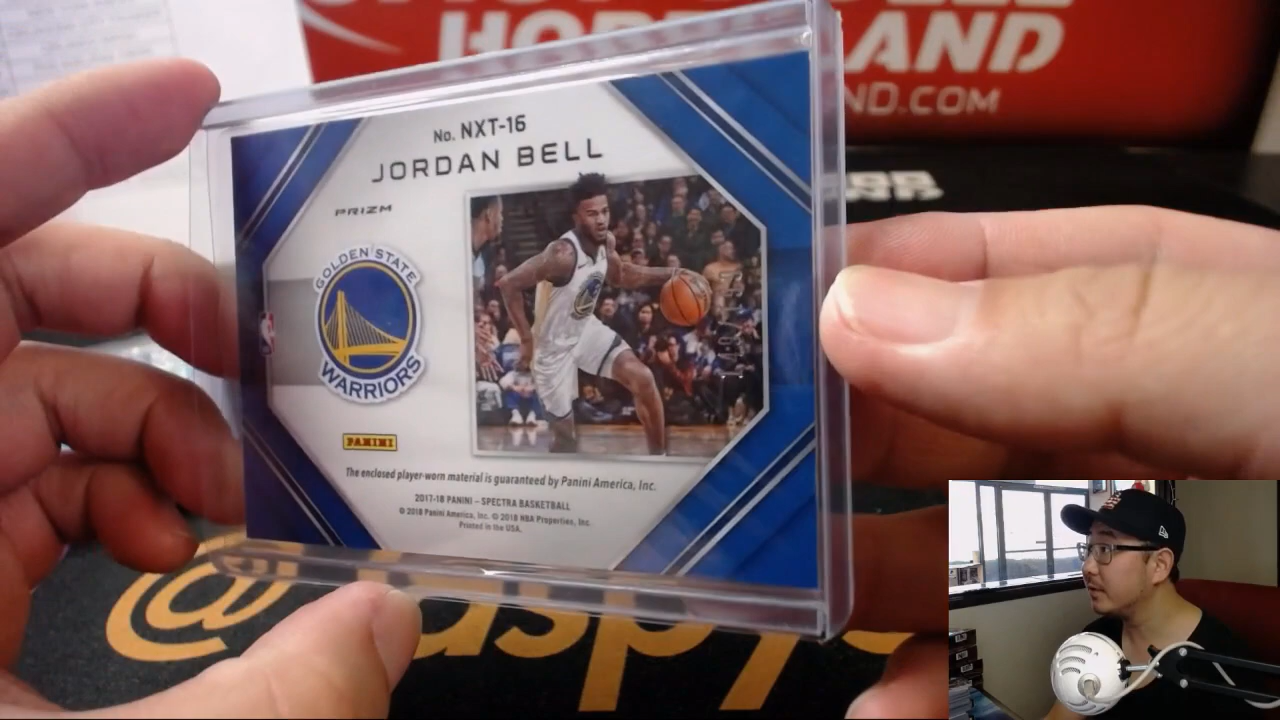 AND
ND.COM
No. NXT-16
JORDAN BELL
PRIZM
GOLDEN STATE
WARRIORS
PANINI
The enclosed player-worn material is guaranteed by Panini America, Inc.
2017-18 PANINI – SPECTRA BASKETBALL
© 2018 Panini America, Inc. © 2018 NBA Properties, Inc.
Printed in the USA.